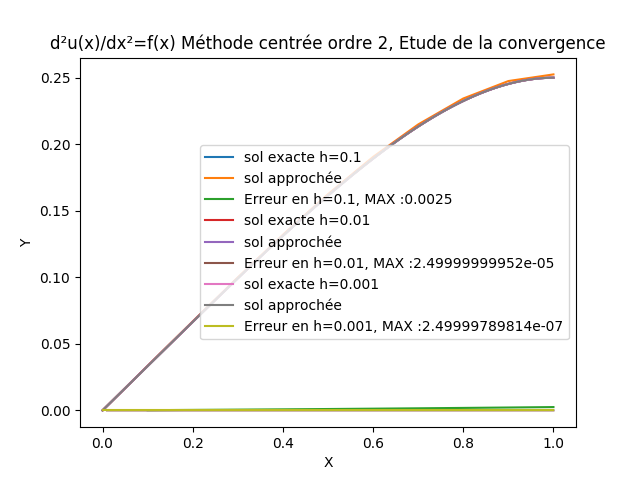 d²u(x)/dx²=f(x) Méthode centrée ordre 2, Etude de la convergence
0.25
0.20
0.15
0.10
0.05
0.00
Y
sol exacte h=0.1
sol approchée
Erreur en h=0.1, MAX :0.0025
sol exacte h=0.01
sol approchée
Erreur en h=0.01, MAX :2.49999999952e-05
sol exacte h=0.001
sol approchée
Erreur en h=0.001, MAX :2.49999789814e-07
0.0 0.2 0.4 0.6 0.8 1.0
X